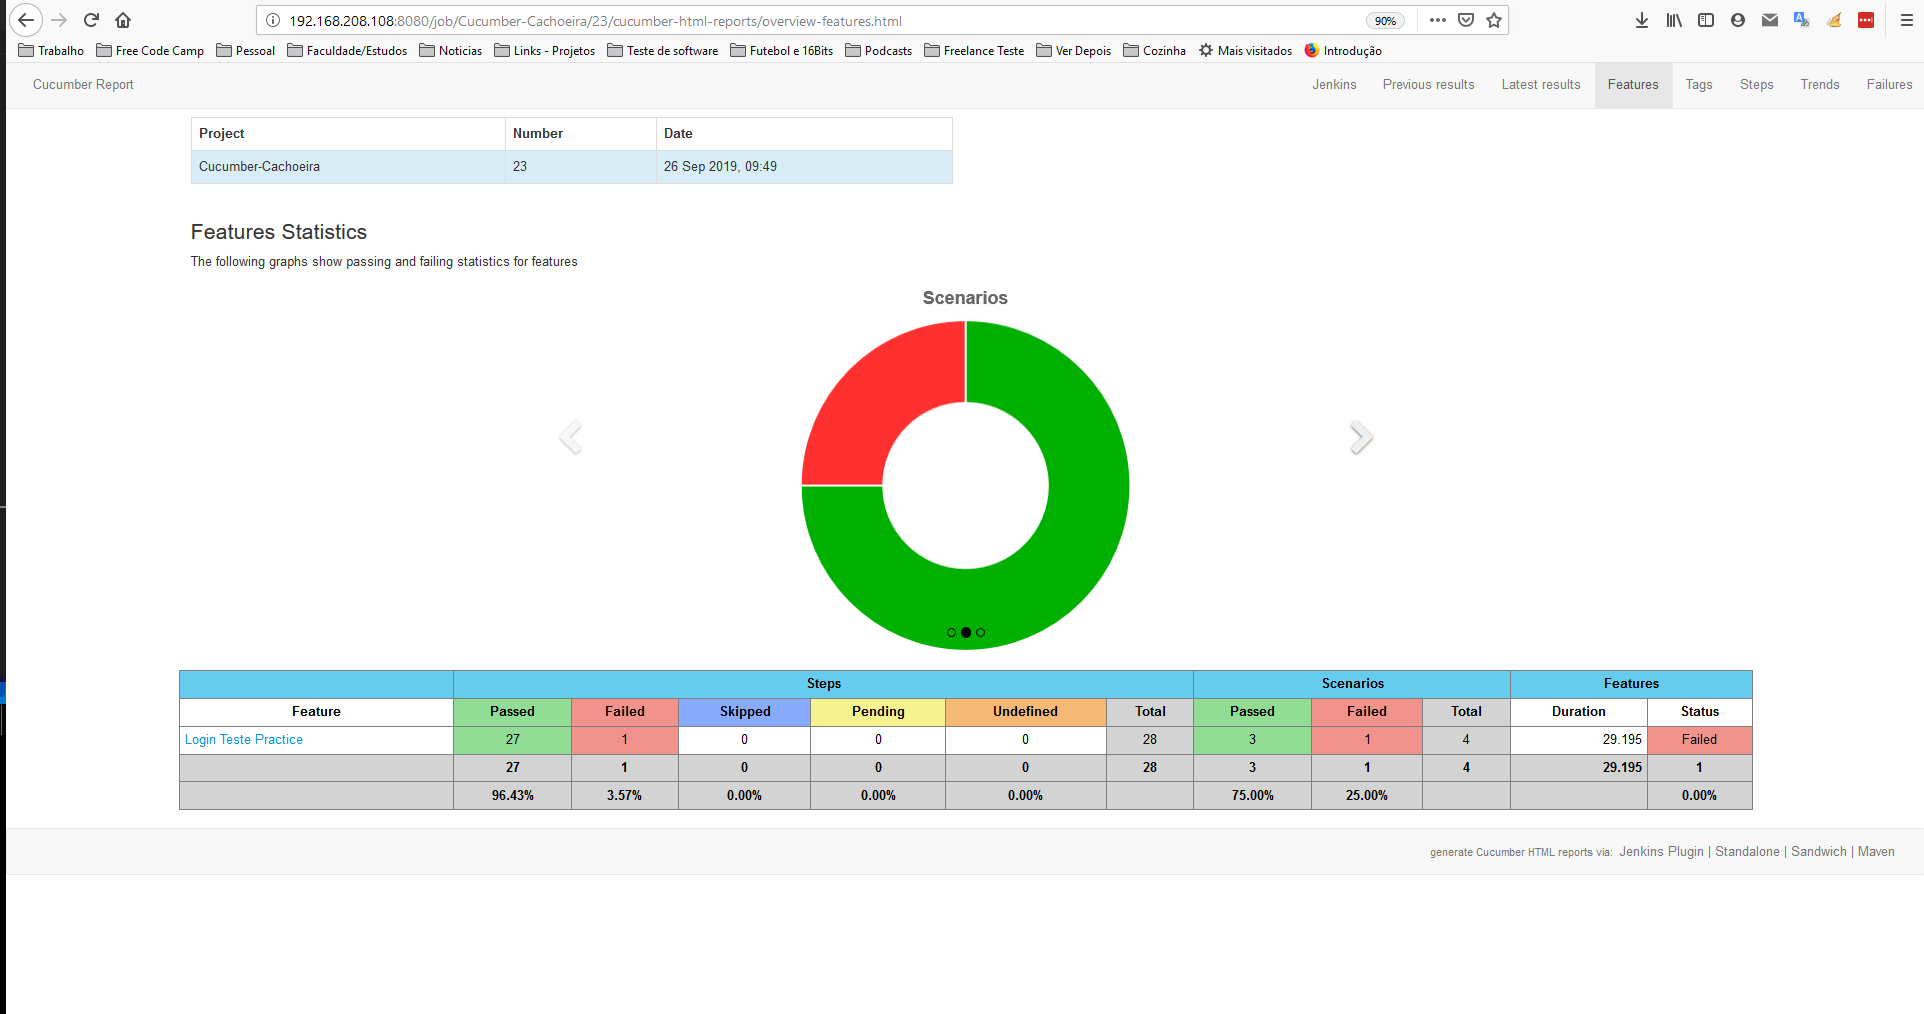 192.168.208.108:8080/job/Cucumber-Cachoeira/23/cucumber-html-reports/overview-features.html 90%
Trabalho Free Code Camp Pessoal Faculdade/Estudos Noticias Links - Projetos Teste de software Futebol e 16Bits Podcasts Freelance Teste Ver Depois Cozinha Mais visitados Introdução
Cucumber Report Jenkins Previous results Latest results Features Tags Steps Trends Failures
Project Number Date
Cucumber-Cachoeira 23 26 Sep 2019, 09:49
Features Statistics
The following graphs show passing and failing statistics for features
Scenarios
Steps Scenarios Features
Feature Passed Failed Skipped Pending Undefined Total Passed Failed Total Duration Status
Login Teste Practice 27 1 0 0 0 28 3 1 4 29.195 Failed
27 1 0 0 0 28 3 1 4 29.195 1
96.43% 3.57% 0.00% 0.00% 0.00% 75.00% 25.00% 0.00%
generate Cucumber HTML reports via: Jenkins Plugin | Standalone | Sandwich | Maven